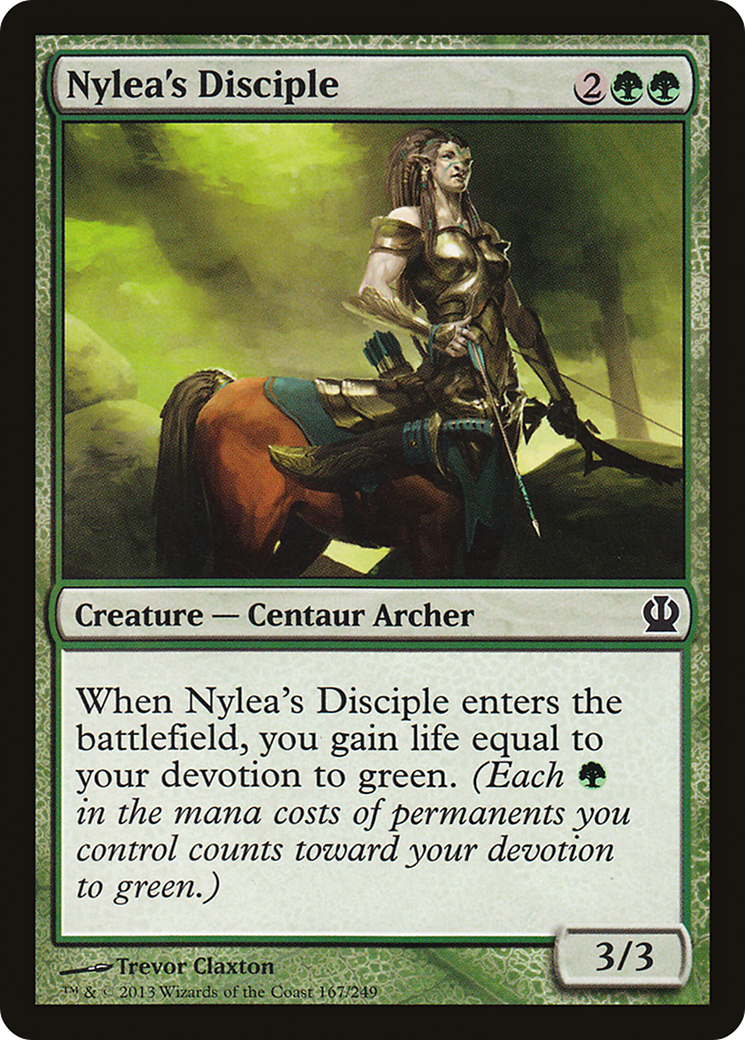 Nylea's Disciple 2
Creature — Centaur Archer
When Nylea's Disciple enters the
battlefield, you gain life equal to
your devotion to green. (Each
in the mana costs of permanents you
control counts toward your devotion
to green.)
3/3
Trevor Claxton
™ & © 2013 Wizards of the Coast 167/249